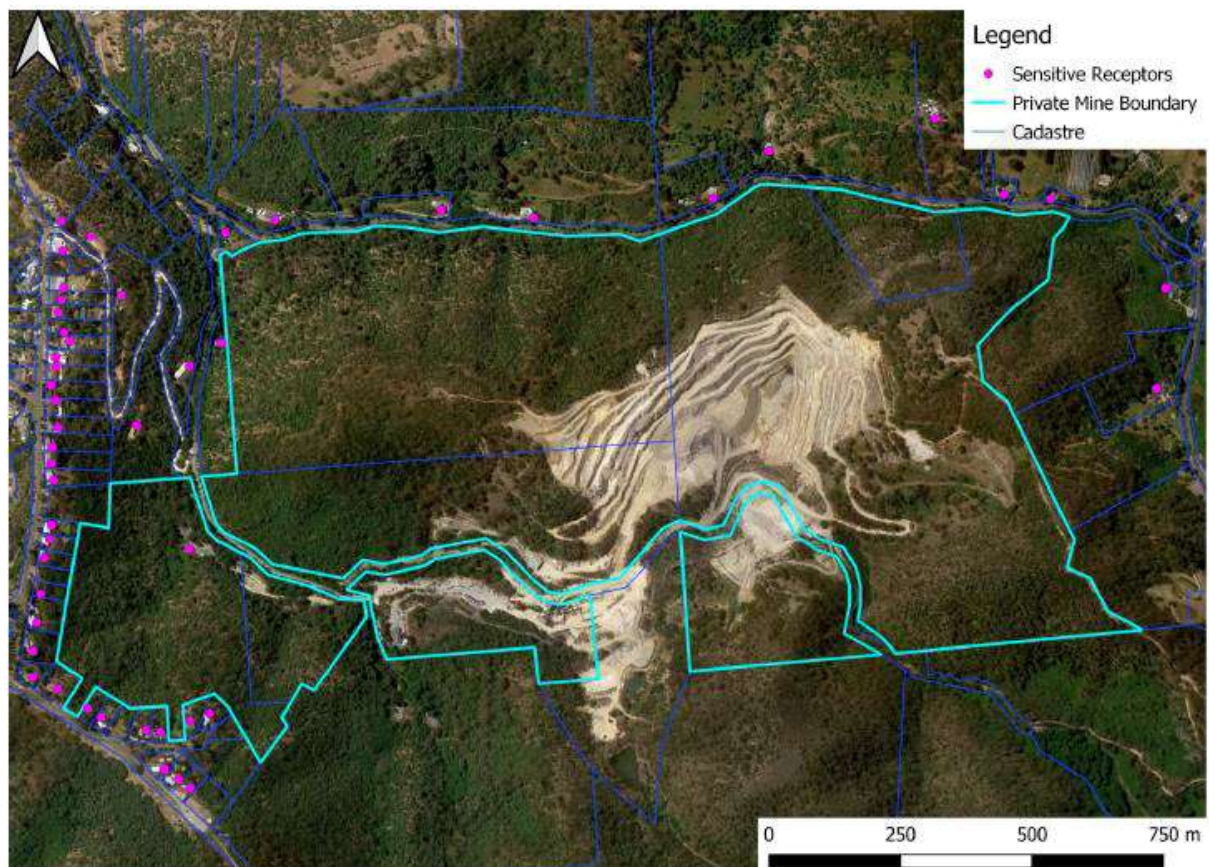 Legend
Sensitive Receptors
Private Mine Boundary
Cadastre
0 250 500 750 m